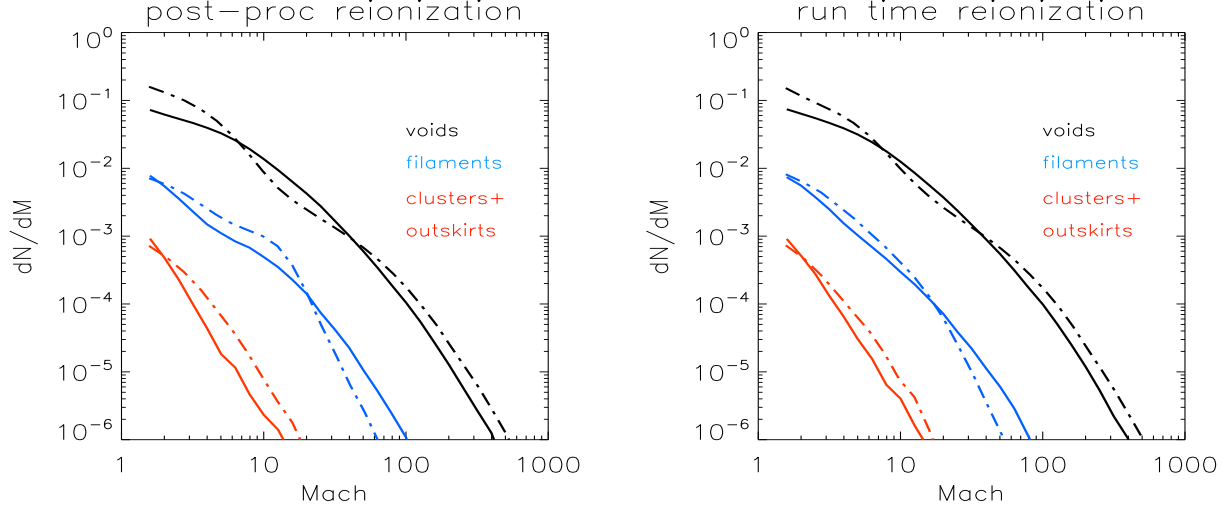 post-proc reionization
10^0
10^-1
10^-2
10^-3
10^-4
10^-5
10^-6
dN/dM
voids
filaments
clusters+
outskirts
1
10
100
1000
Mach
run time reionization
10^0
10^-1
10^-2
10^-3
10^-4
10^-5
10^-6
dN/dM
voids
filaments
clusters+
outskirts
1
10
100
1000
Mach